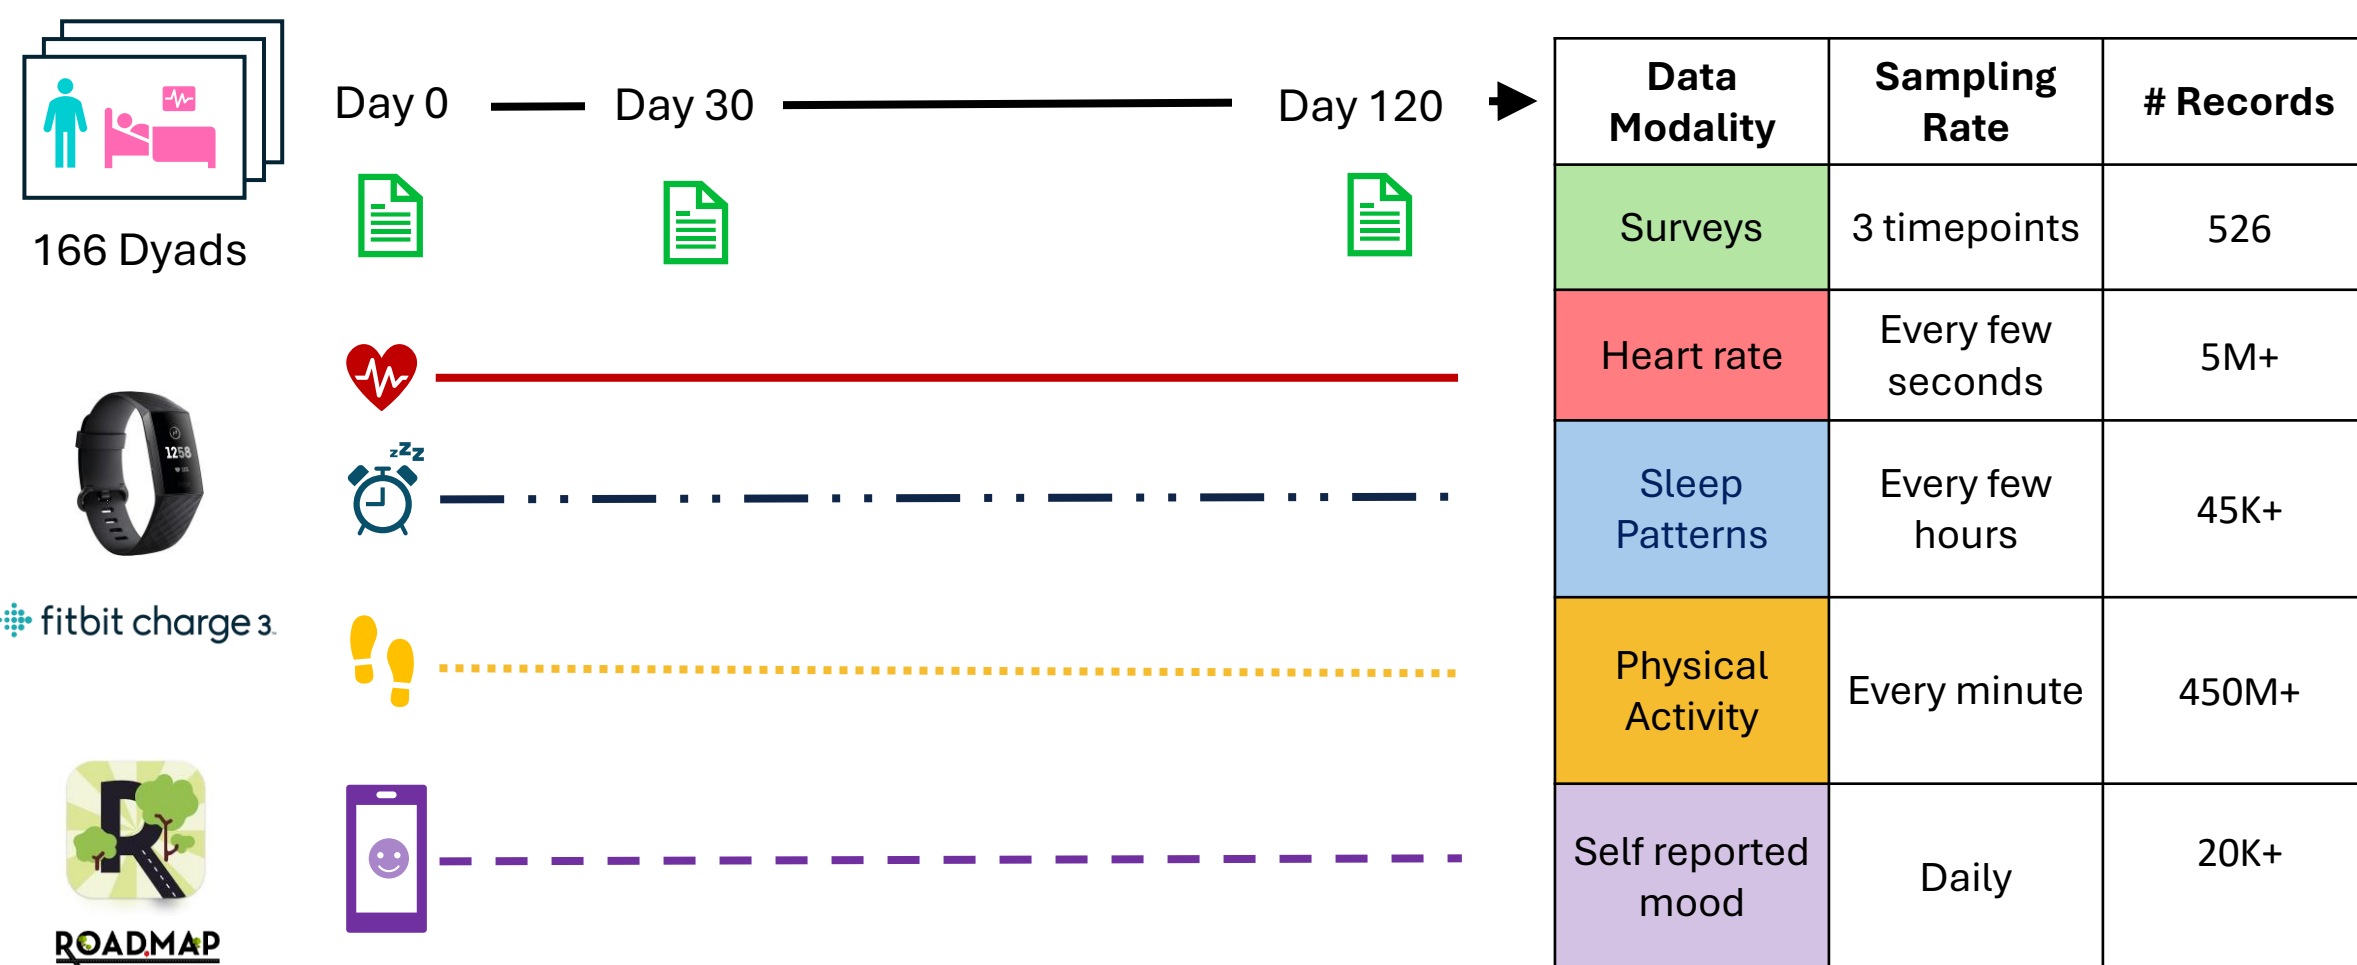 166 Dyads
Day 0
Day 30
Day 120
zzz
1258
fitbit charge 3
ROADMAP
Data Modality
Sampling Rate
# Records
Surveys
3 timepoints
526
Heart rate
Every few seconds
5M+
Sleep Patterns
Every few hours
45K+
Physical Activity
Every minute
450M+
Self reported mood
Daily
20K+